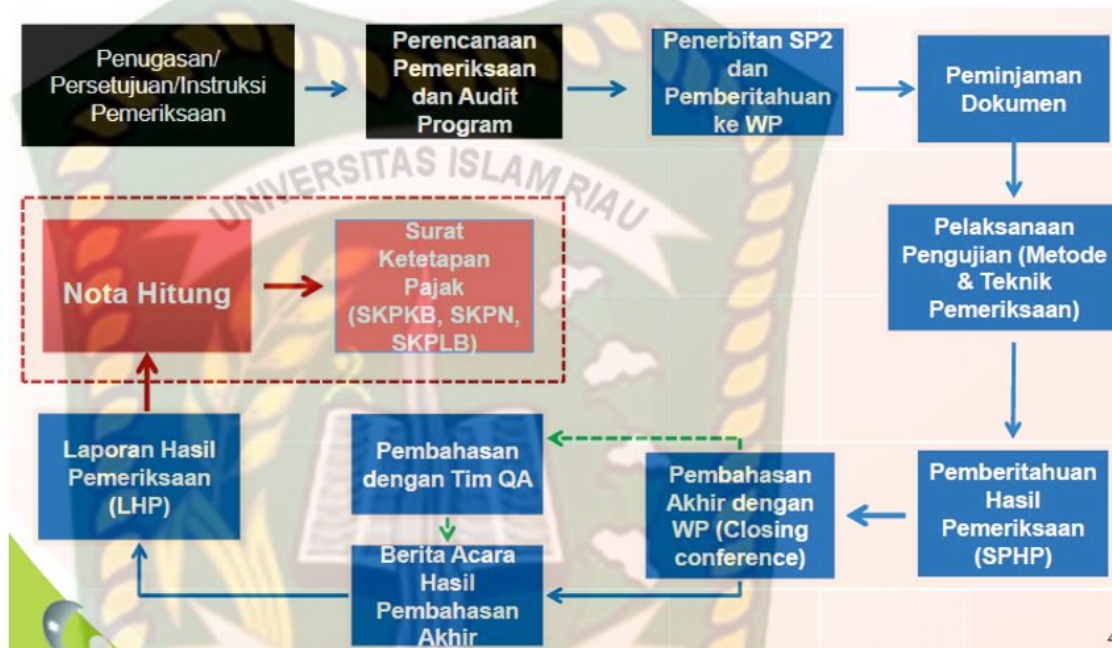 Penugasan/
Persetujuan/Instruksi
Pemeriksaan
Perencanaan
Pemeriksaan
dan Audit
Program
Penerbitan SP2
dan
Pemberitahuan
ke WP
Peminjaman
Dokumen
UNIVERSITAS ISLAM RIAU
Pelaksanaan
Pengujian (Metode
& Teknik
Pemeriksaan)
Nota Hitung
Surat
Ketetapan
Pajak
(SKPKB, SKPN,
SKPLB)
Laporan Hasil
Pemeriksaan
(LHP)
Pembahasan
dengan Tim QA
Pembahasan
Akhir dengan
WP (Closing
conference)
Pemberitahuan
Hasil
Pemeriksaan
(SPHP)
Berita Acara
Hasil
Pembahasan
Akhir